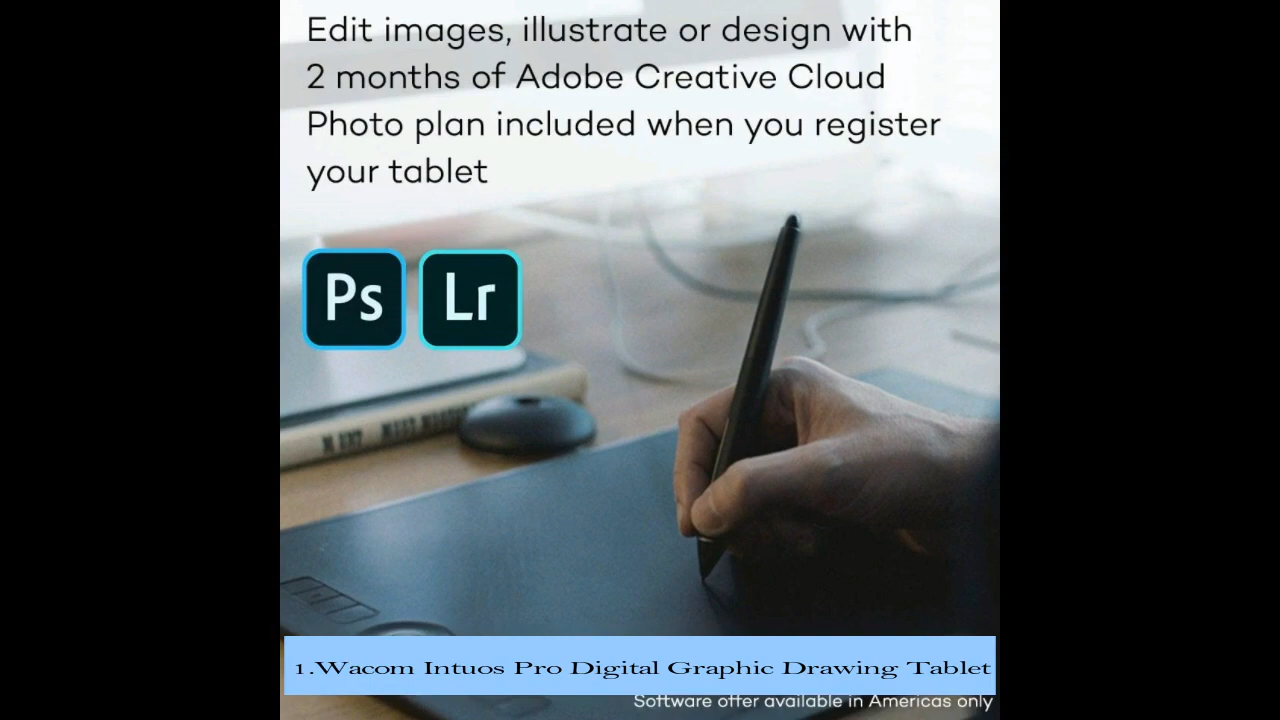 Edit images, illustrate or design with
2 months of Adobe Creative Cloud
Photo plan included when you register
your tablet
Ps Lr
1.Wacom Intuos Pro Digital Graphic Drawing Tablet
Software offer available in Americas only